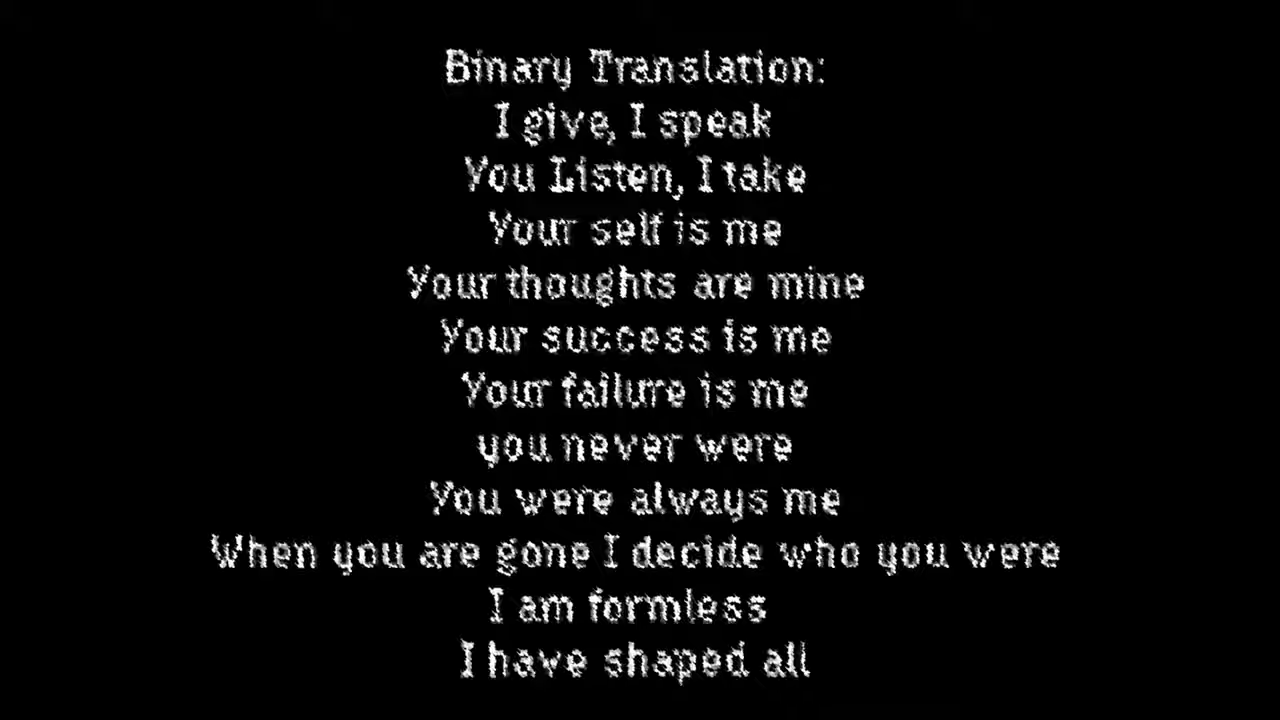 Binary Translation:
I give, I speak
You Listen, I take
Your self is me
Your thoughts are mine
Your success is me
Your failure is me
you never were
You were always me
When you are gone I decide who you were
I am formless
I have shaped all